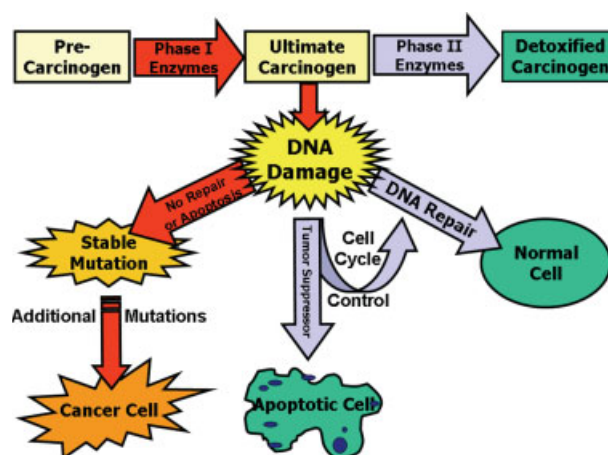 Pre-
Carcinogen
Phase I
Enzymes
Ultimate
Carcinogen
Phase II
Enzymes
Detoxified
Carcinogen
DNA
Damage
No Repair
or Apoptosis
DNA Repair
Stable
Mutation
Tumor Suppressor
Cell
Cycle
Control
Normal
Cell
Additional Mutations
Cancer Cell
Apoptotic Cell